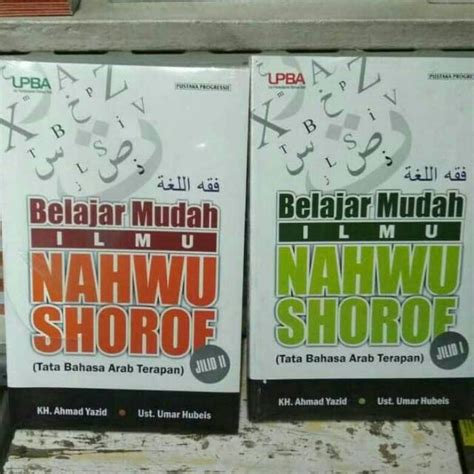 UPBA
PUSTAKA PROGRESSIF
فقه اللغة
Belajar Mudah
ILMU
NAHWU
SHOROF
(Tata Bahasa Arab Terapan)
JILID II
KH. Ahmad Yazid • Ust. Umar Hubeis
UPBA
PUSTAKA PROGRESSIF
فقه اللغة
Belajar Mudah
ILMU
NAHWU
SHOROF
(Tata Bahasa Arab Terapan)
JILID I
KH. Ahmad Yazid • Ust. Umar Hubeis